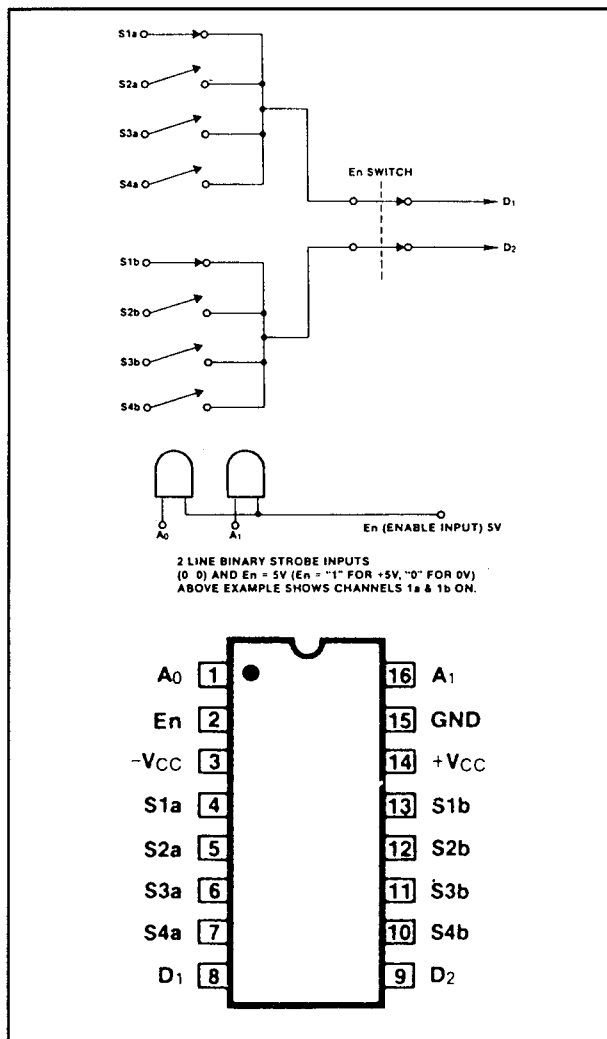 S1a
S2a
S3a
S4a
En SWITCH
D1
D2
S1b
S2b
S3b
S4b
A0
A1
En (ENABLE INPUT) 5V
2 LINE BINARY STROBE INPUTS
(0 0) AND En = 5V (En = "1" FOR +5V, "0" FOR 0V)
ABOVE EXAMPLE SHOWS CHANNELS 1a & 1b ON.
A0 1 16 A1
En 2 15 GND
-VCC 3 14 +VCC
S1a 4 13 S1b
S2a 5 12 S2b
S3a 6 11 S3b
S4a 7 10 S4b
D1 8 9 D2